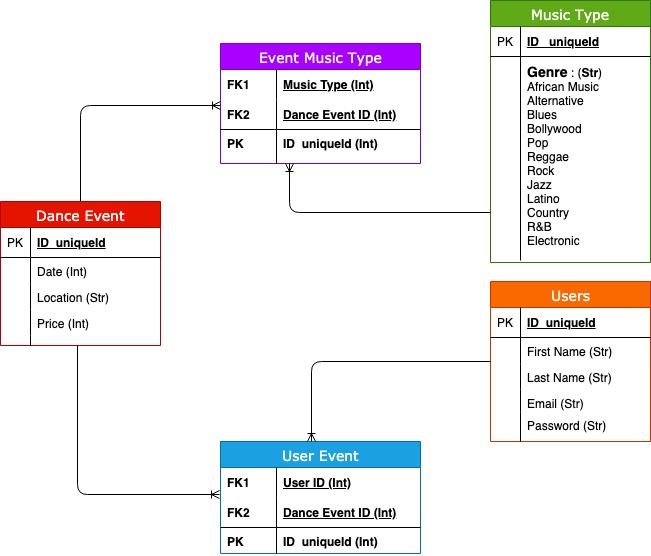 Event Music Type
FK1 Music Type (Int)
FK2 Dance Event ID (Int)
PK ID_uniqueId (Int)
Music Type
PK ID_ uniqueId
Genre : (Str)
African Music
Alternative
Blues
Bollywood
Pop
Reggae
Rock
Jazz
Latino
Country
R&B
Electronic
Dance Event
PK ID_uniqueId
Date (Int)
Location (Str)
Price (Int)
Users
PK ID_uniqueId
First Name (Str)
Last Name (Str)
Email (Str)
Password (Str)
User Event
FK1 User ID (Int)
FK2 Dance Event ID (Int)
PK ID_uniqueId (Int)